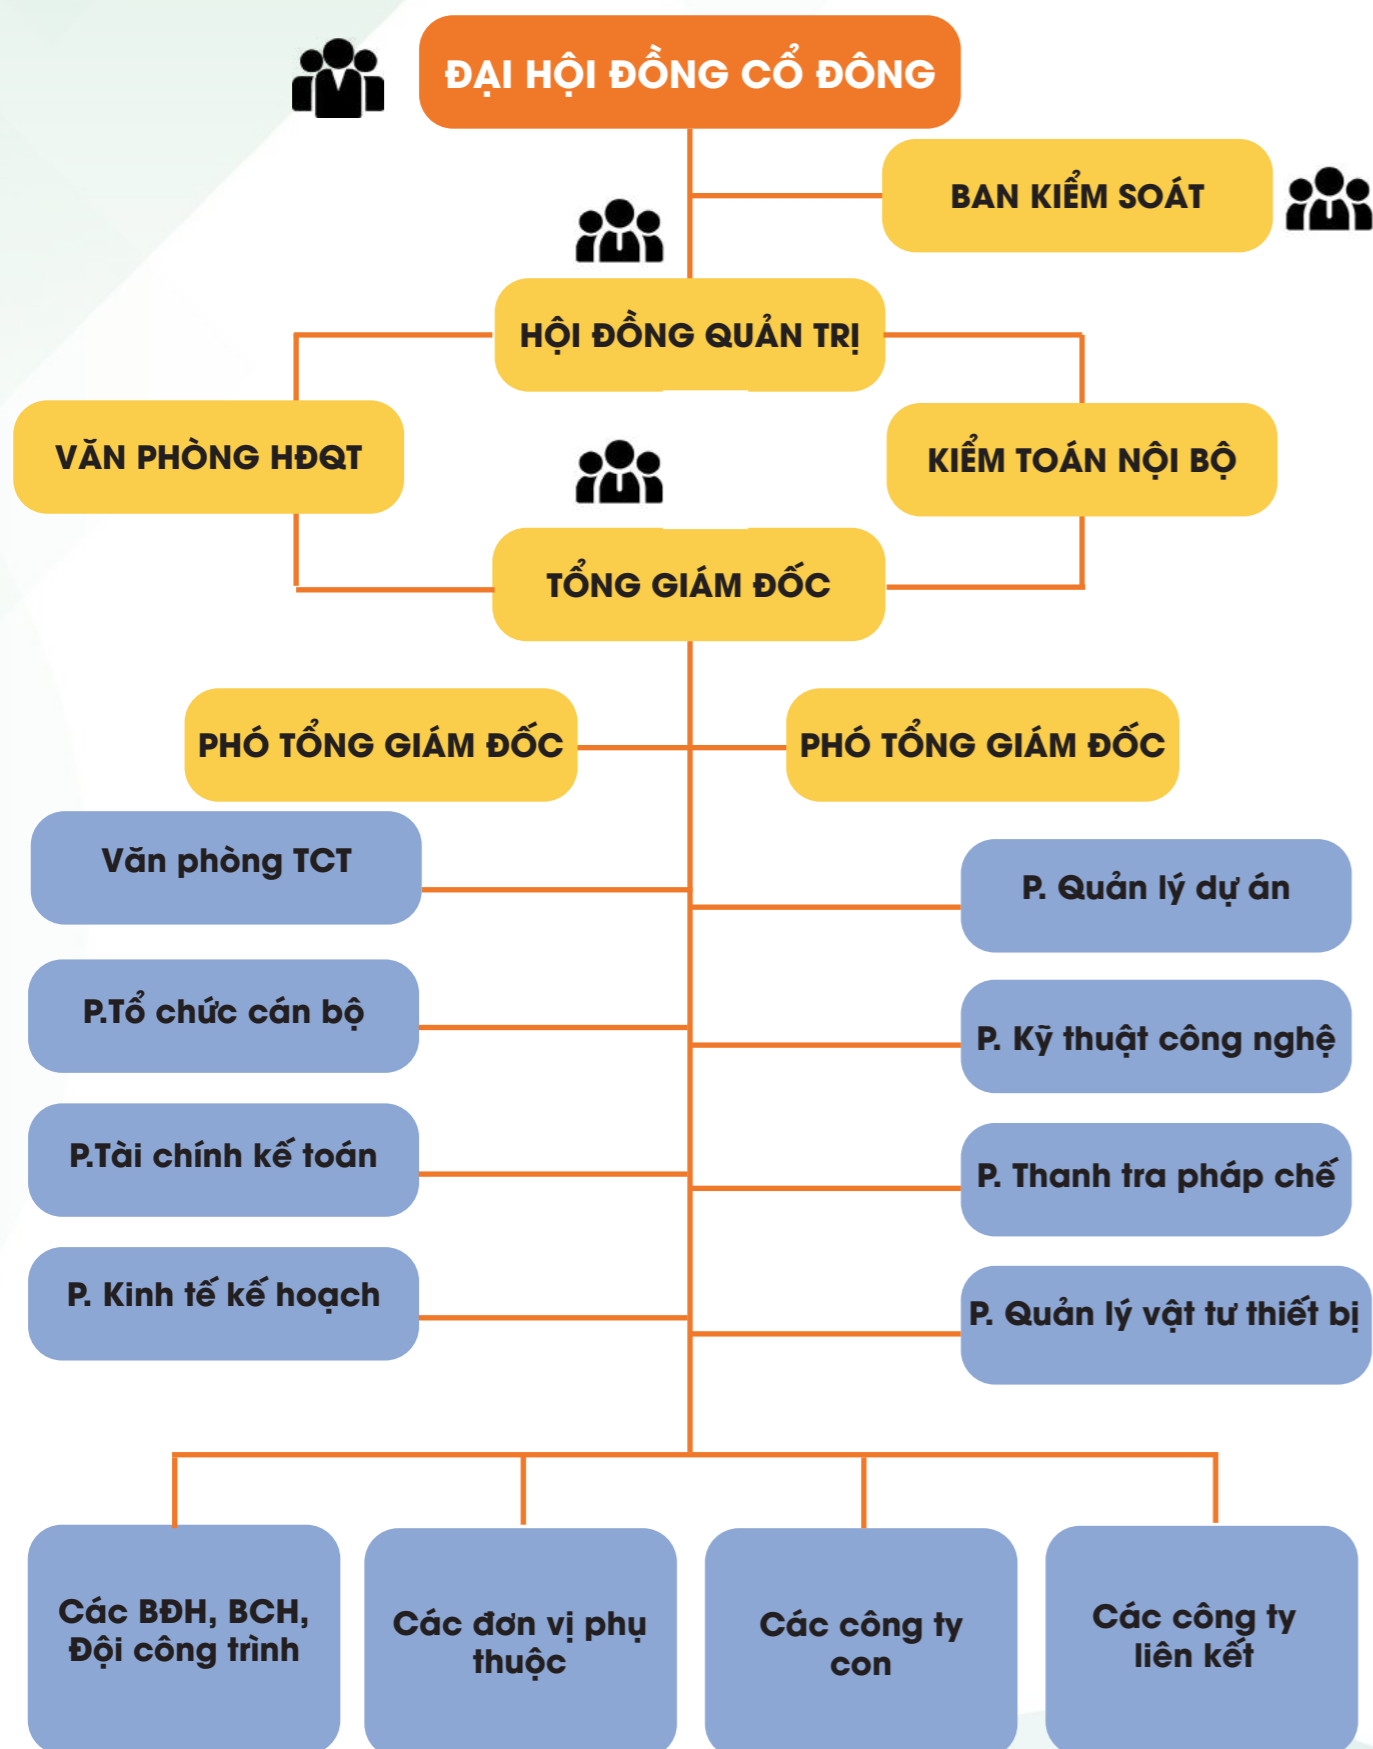 ĐẠI HỘI ĐỒNG CỔ ĐÔNG
BAN KIỂM SOÁT
HỘI ĐỒNG QUẢN TRỊ
VĂN PHÒNG HĐQT
KIỂM TOÁN NỘI BỘ
TỔNG GIÁM ĐỐC
PHÓ TỔNG GIÁM ĐỐC
PHÓ TỔNG GIÁM ĐỐC
Văn phòng TCT
P. Quản lý dự án
P.Tổ chức cán bộ
P. Kỹ thuật công nghệ
P.Tài chính kế toán
P. Thanh tra pháp chế
P. Kinh tế kế hoạch
P. Quản lý vật tư thiết bị
Các BĐH, BCH,
Đội công trình
Các đơn vị phụ
thuộc
Các công ty
con
Các công ty
liên kết